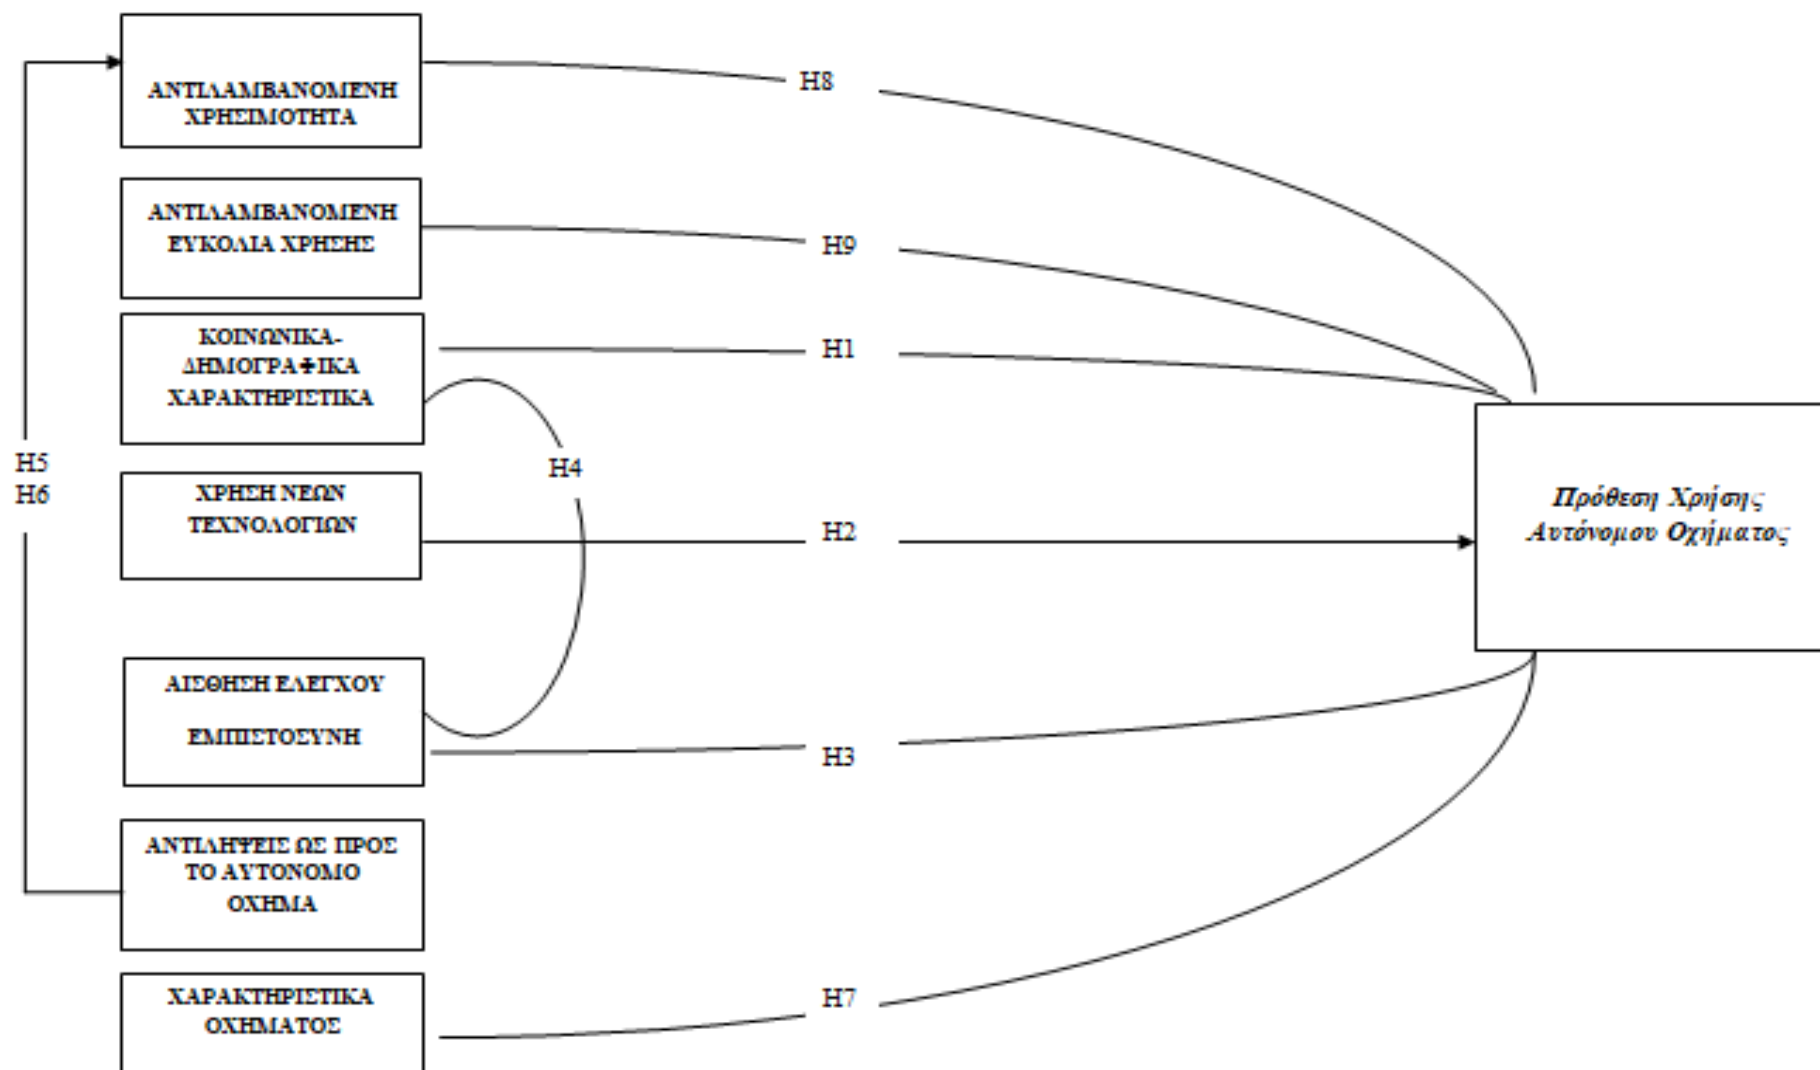 ΑΝΤΙΛΑΜΒΑΝΟΜΕΝΗ
ΧΡΗΣΙΜΟΤΗΤΑ
H8
ΑΝΤΙΛΑΜΒΑΝΟΜΕΝΗ
ΕΥΚΟΛΙΑ ΧΡΗΣΗΣ
H9
ΚΟΙΝΩΝΙΚΑ-
ΔΗΜΟΓΡΑΦΙΚΑ
ΧΑΡΑΚΤΗΡΙΣΤΙΚΑ
H1
H5
H6
H4
ΧΡΗΣΗ ΝΕΩΝ
ΤΕΧΝΟΛΟΓΙΩΝ
H2
Πρόθεση Χρήσης
Αυτόνομου Οχήματος
ΑΙΣΘΗΣΗ ΕΛΕΓΧΟΥ
ΕΜΠΙΣΤΟΣΥΝΗ
H3
ΑΝΤΙΛΗΨΕΙΣ ΩΣ ΠΡΟΣ
ΤΟ ΑΥΤΟΝΟΜΟ
ΟΧΗΜΑ
ΧΑΡΑΚΤΗΡΙΣΤΙΚΑ
ΟΧΗΜΑΤΟΣ
H7